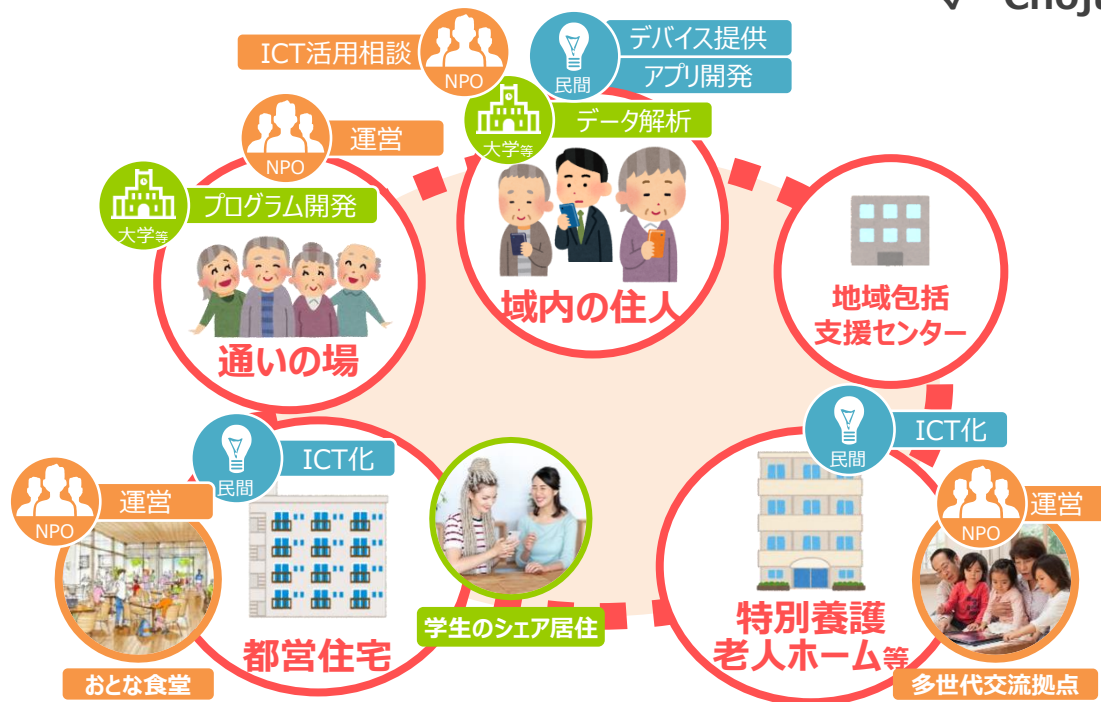 Choju
ICT活用相談
NPO
デバイス提供
アプリ開発
民間
データ解析
大学等
運営
NPO
プログラム開発
大学等
域内の住人
通いの場
地域包括
支援センター
ICT化
民間
運営
NPO
おとな食堂
都営住宅
学生のシェア居住
ICT化
民間
運営
NPO
特別養護
老人ホーム等
多世代交流拠点